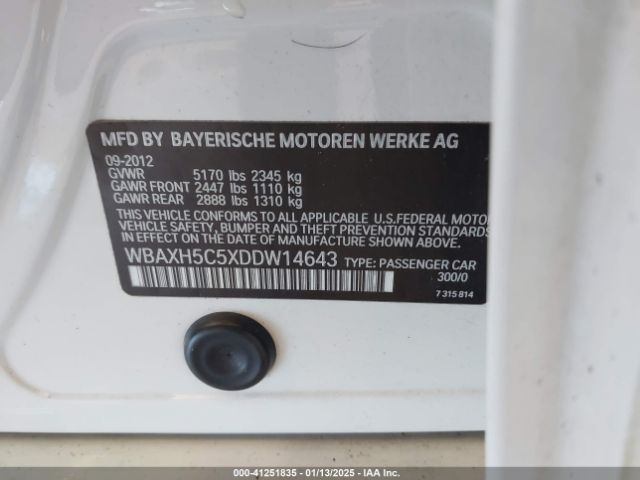 MFD BY BAYERISCHE MOTOREN WERKE AG
09-2012
GVWR 5170 lbs 2345 kg
GAWR FRONT 2447 lbs 1110 kg
GAWR REAR 2888 lbs 1310 kg
THIS VEHICLE CONFORMS TO ALL APPLICABLE U.S.FEDERAL MOTO
VEHICLE SAFETY, BUMPER AND THEFT PREVENTION STANDARDS
IN EFFECT ON THE DATE OF MANUFACTURE SHOWN ABOVE.
WBAXH5C5XDDW14643 TYPE: PASSENGER CAR
300/0
7 315 814
000-41251835 - 01/13/2025 - IAA Inc.